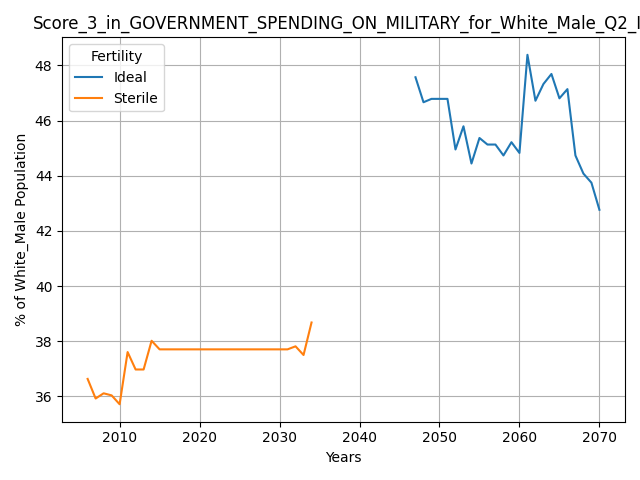 Score_3_in_GOVERNMENT_SPENDING_ON_MILITARY_for_White_Male_Q2_I
Fertility
Ideal
Sterile
48
46
44
42
40
38
36
% of White_Male Population
2010 2020 2030 2040 2050 2060 2070
Years